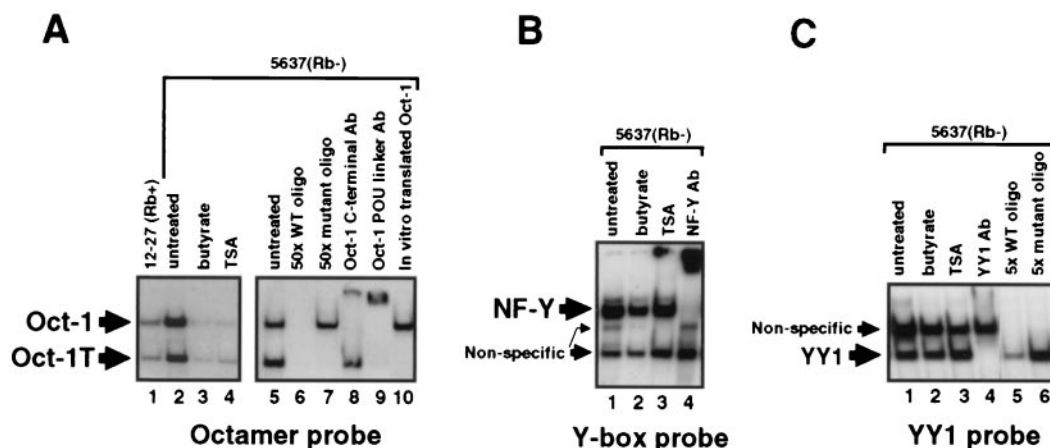 A
5637(Rb-)
12-27 (Rb+)
untreated
butyrate
TSA
untreated
50x WT oligo
50x mutant oligo
Oct-1 C-terminal Ab
Oct-1 POU linker Ab
In vitro translated Oct-1
Oct-1
Oct-1T
1 2 3 4 5 6 7 8 9 10
Octamer probe
B
5637(Rb-)
untreated
butyrate
TSA
NF-Y Ab
NF-Y
Non-specific
1 2 3 4
Y-box probe
C
5637(Rb-)
untreated
butyrate
TSA
YY1 Ab
5x WT oligo
5x mutant oligo
Non-specific
YY1
1 2 3 4 5 6
YY1 probe